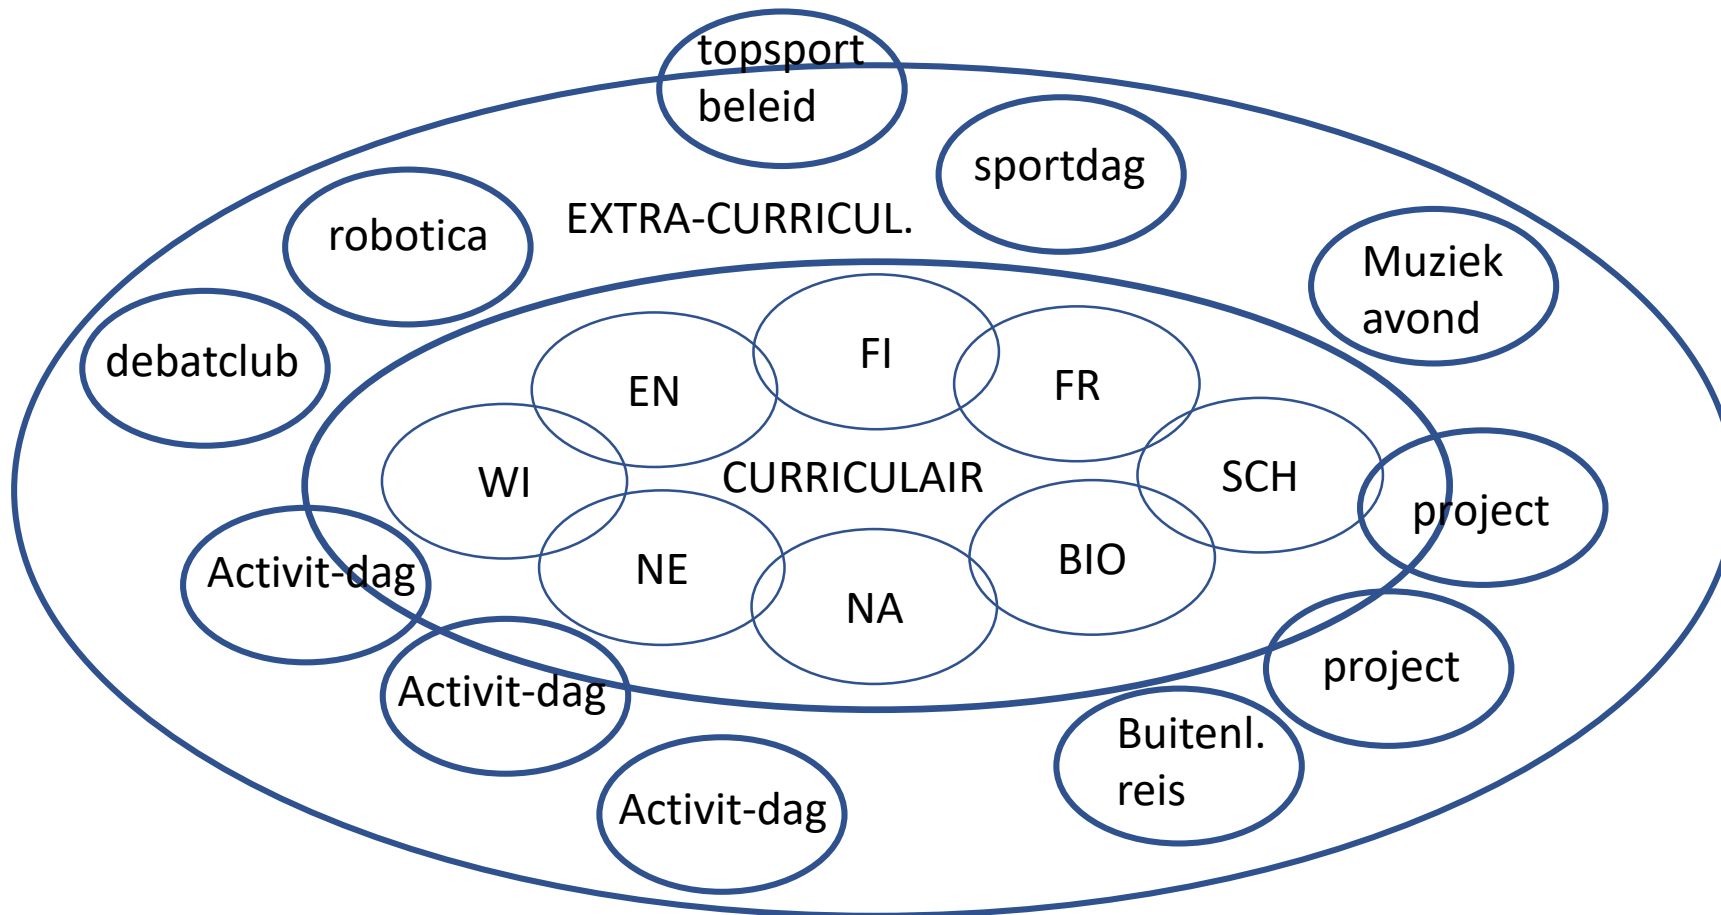 topsport
beleid
sportdag
EXTRA-CURRICUL.
robotica
Muziek
avond
debatclub
FI
FR
EN
WI
CURRICULAIR
SCH
project
NE
BIO
NA
Activit-dag
Activit-dag
project
Buitenl.
reis
Activit-dag